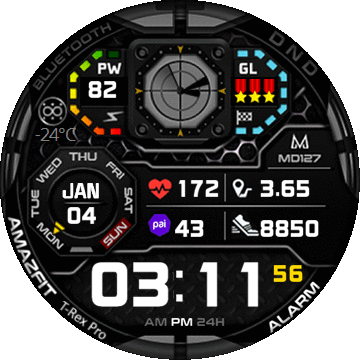 BLUETOOTH
DND
PW
82
GL
-24°C
MD127
TUE WED THU FRI SAT
MON SUN
JAN
04
172
3.65
pai
43
8850
03:11 56
AM PM 24H
AMAZFIT
T-Rex Pro
ALARM